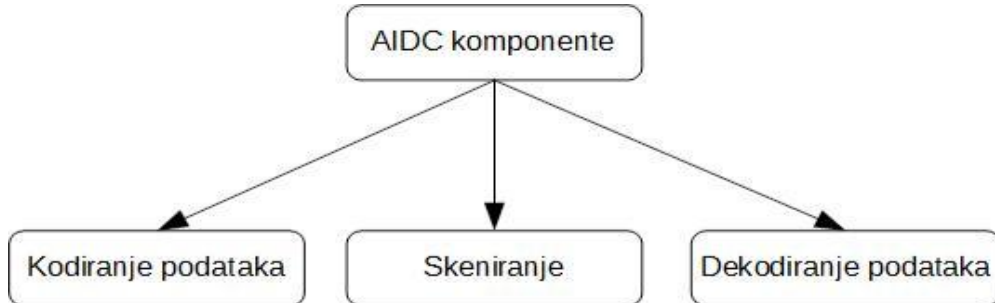 AIDC komponente
Kodiranje podataka
Skeniranje
Dekodiranje podataka